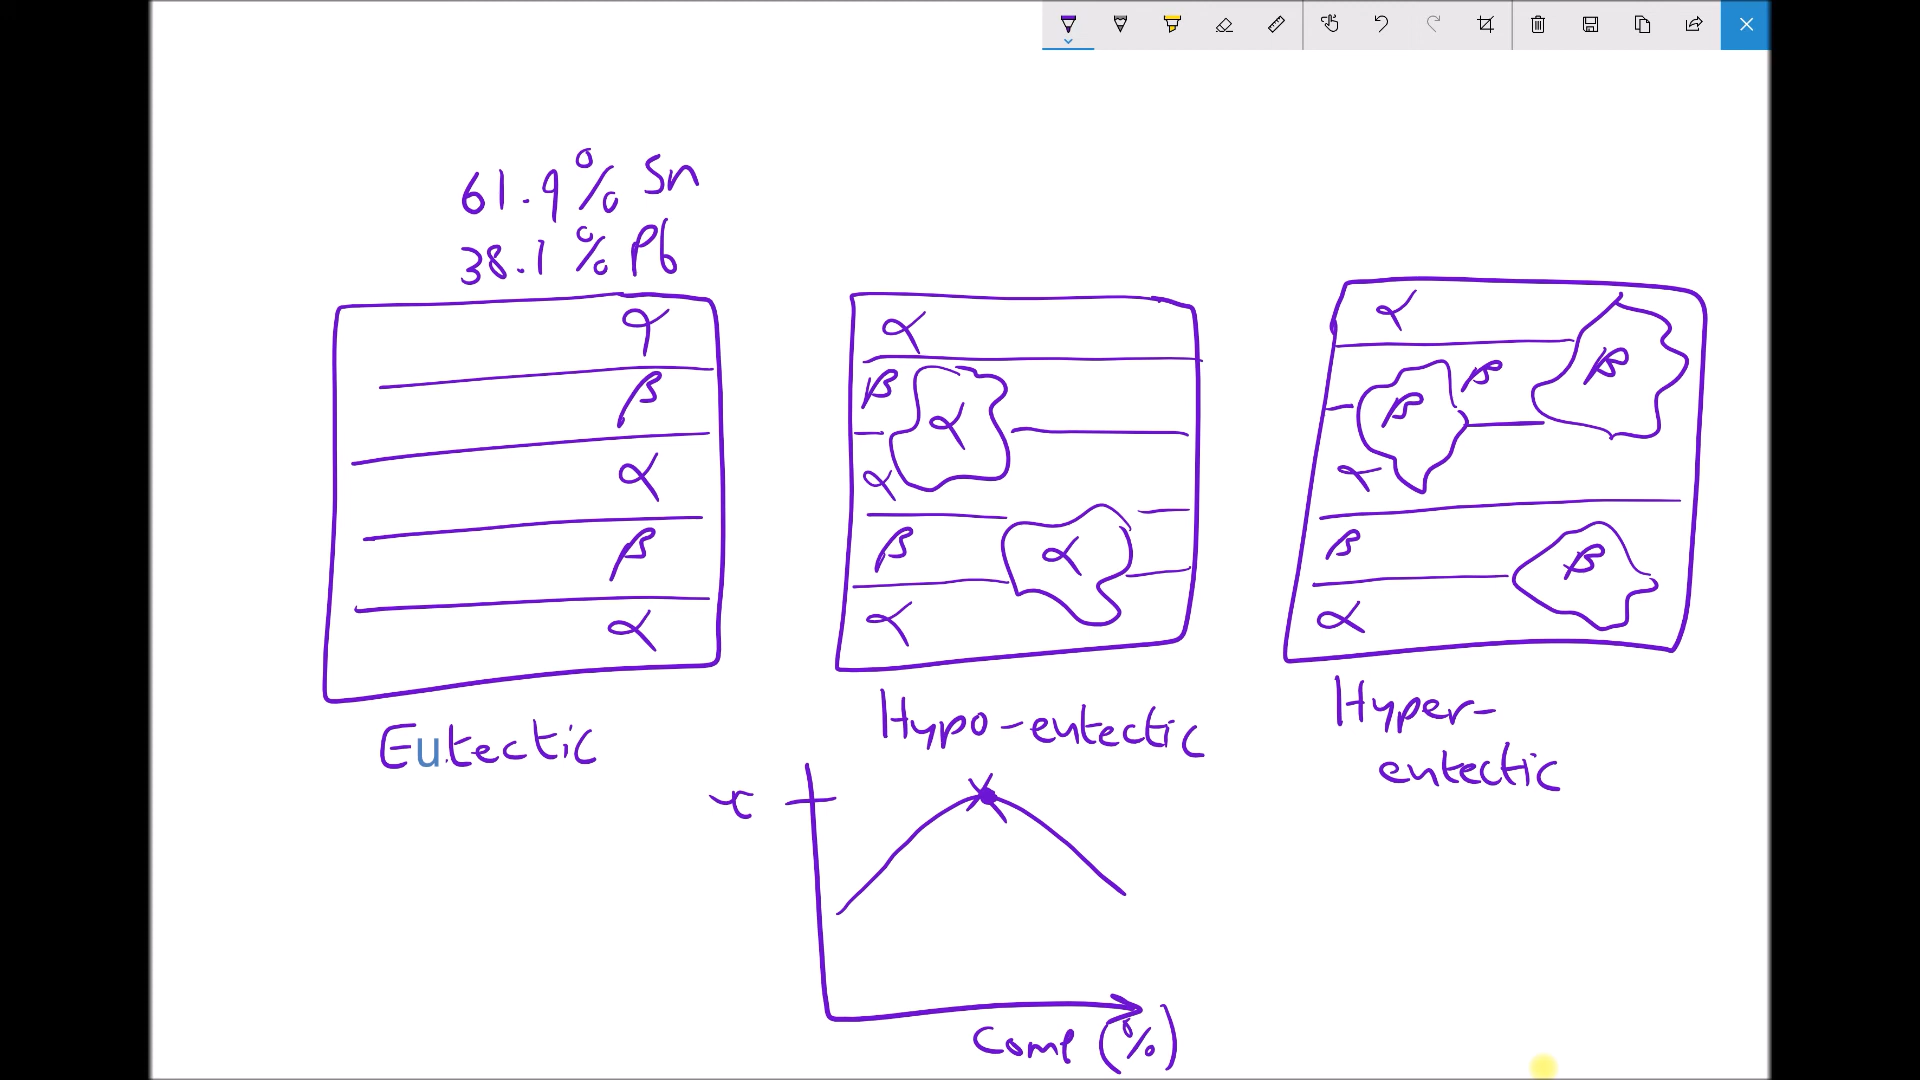 61.9% Sn
38.1% Pb
α
β
α
β
α
Eutectic
α
β
α
α
β
α
α
Hypo-eutectic
α
β
β
β
α
β
β
α
Hyper-
eutectic
τ
Comp (%)